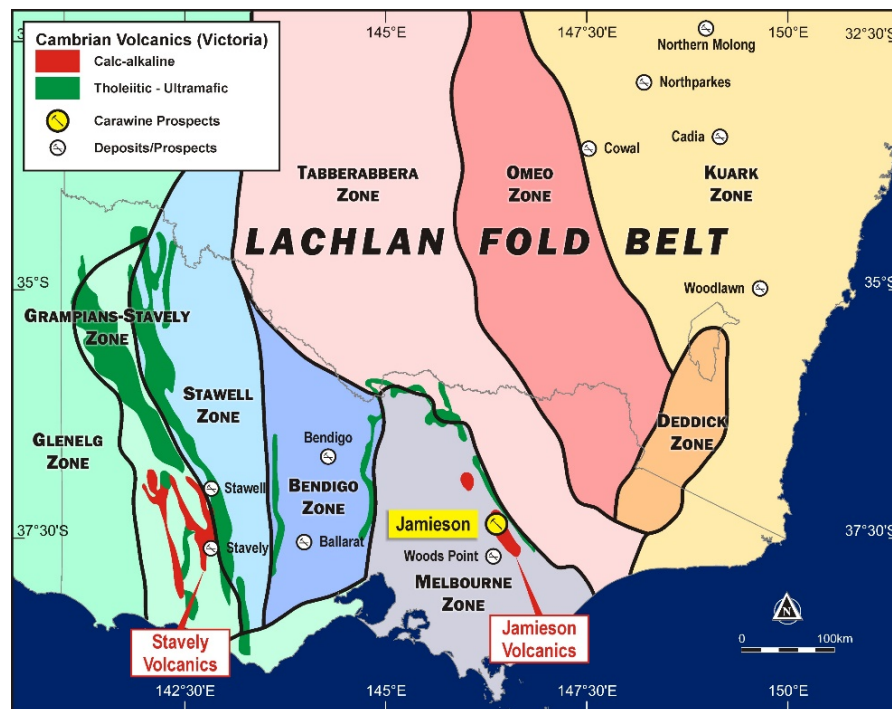 145°E
147°30'E
150°E
32°30'S
Cambrian Volcanics (Victoria)
Calc-alkaline
Tholeiitic - Ultramafic
Carawine Prospects
Deposits/Prospects
Northern Molong
Northparkes
Cadia
Cowal
TABBERABBERA
ZONE
OMEO
ZONE
KUARK
ZONE
LACHLAN FOLD BELT
35°S
Woodlawn
35°S
GRAMPIANS-STAVELY
ZONE
STAWELL
ZONE
DEDDICK
ZONE
GLENELG
ZONE
Bendigo
BENDIGO
ZONE
Stawell
Jamieson
37°30'S
Stavely
Ballarat
Woods Point
37°30'S
MELBOURNE
ZONE
Stavely
Volcanics
Jamieson
Volcanics
N
0 100km
142°30'E
145°E
147°30'E
150°E